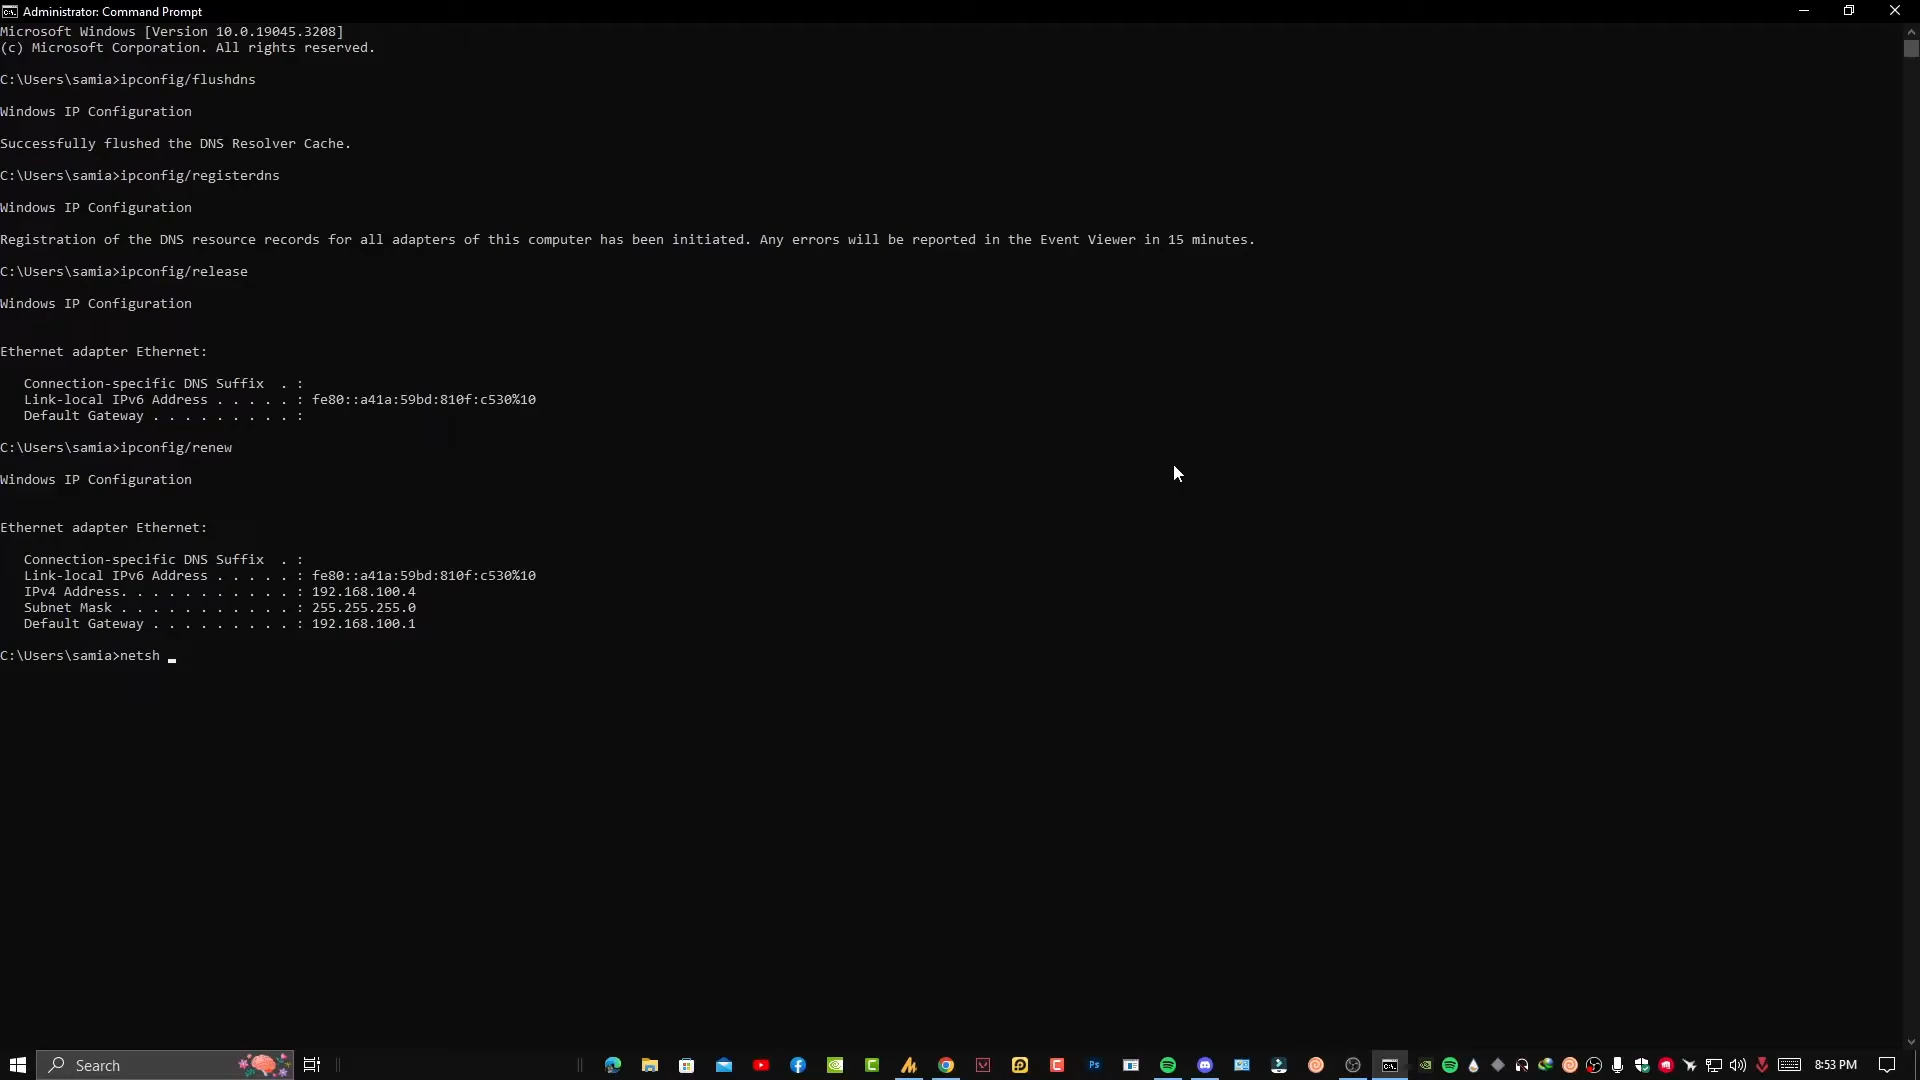 Administrator: Command Prompt
Microsoft Windows [Version 10.0.19045.3208]
(c) Microsoft Corporation. All rights reserved.
C:\Users\samia>ipconfig/flushdns
Windows IP Configuration
Successfully flushed the DNS Resolver Cache.
C:\Users\samia>ipconfig/registerdns
Windows IP Configuration
Registration of the DNS resource records for all adapters of this computer has been initiated. Any errors will be reported in the Event Viewer in 15 minutes.
C:\Users\samia>ipconfig/release
Windows IP Configuration
Ethernet adapter Ethernet:
   Connection-specific DNS Suffix  . :
   Link-local IPv6 Address . . . . . : fe80::a41a:59bd:810f:c530%10
   Default Gateway . . . . . . . . . :
C:\Users\samia>ipconfig/renew
Windows IP Configuration
Ethernet adapter Ethernet:
   Connection-specific DNS Suffix  . :
   Link-local IPv6 Address . . . . . : fe80::a41a:59bd:810f:c530%10
   IPv4 Address. . . . . . . . . . . : 192.168.100.4
   Subnet Mask . . . . . . . . . . . : 255.255.255.0
   Default Gateway . . . . . . . . . : 192.168.100.1
C:\Users\samia>netsh
Search
Ps
8:53 PM